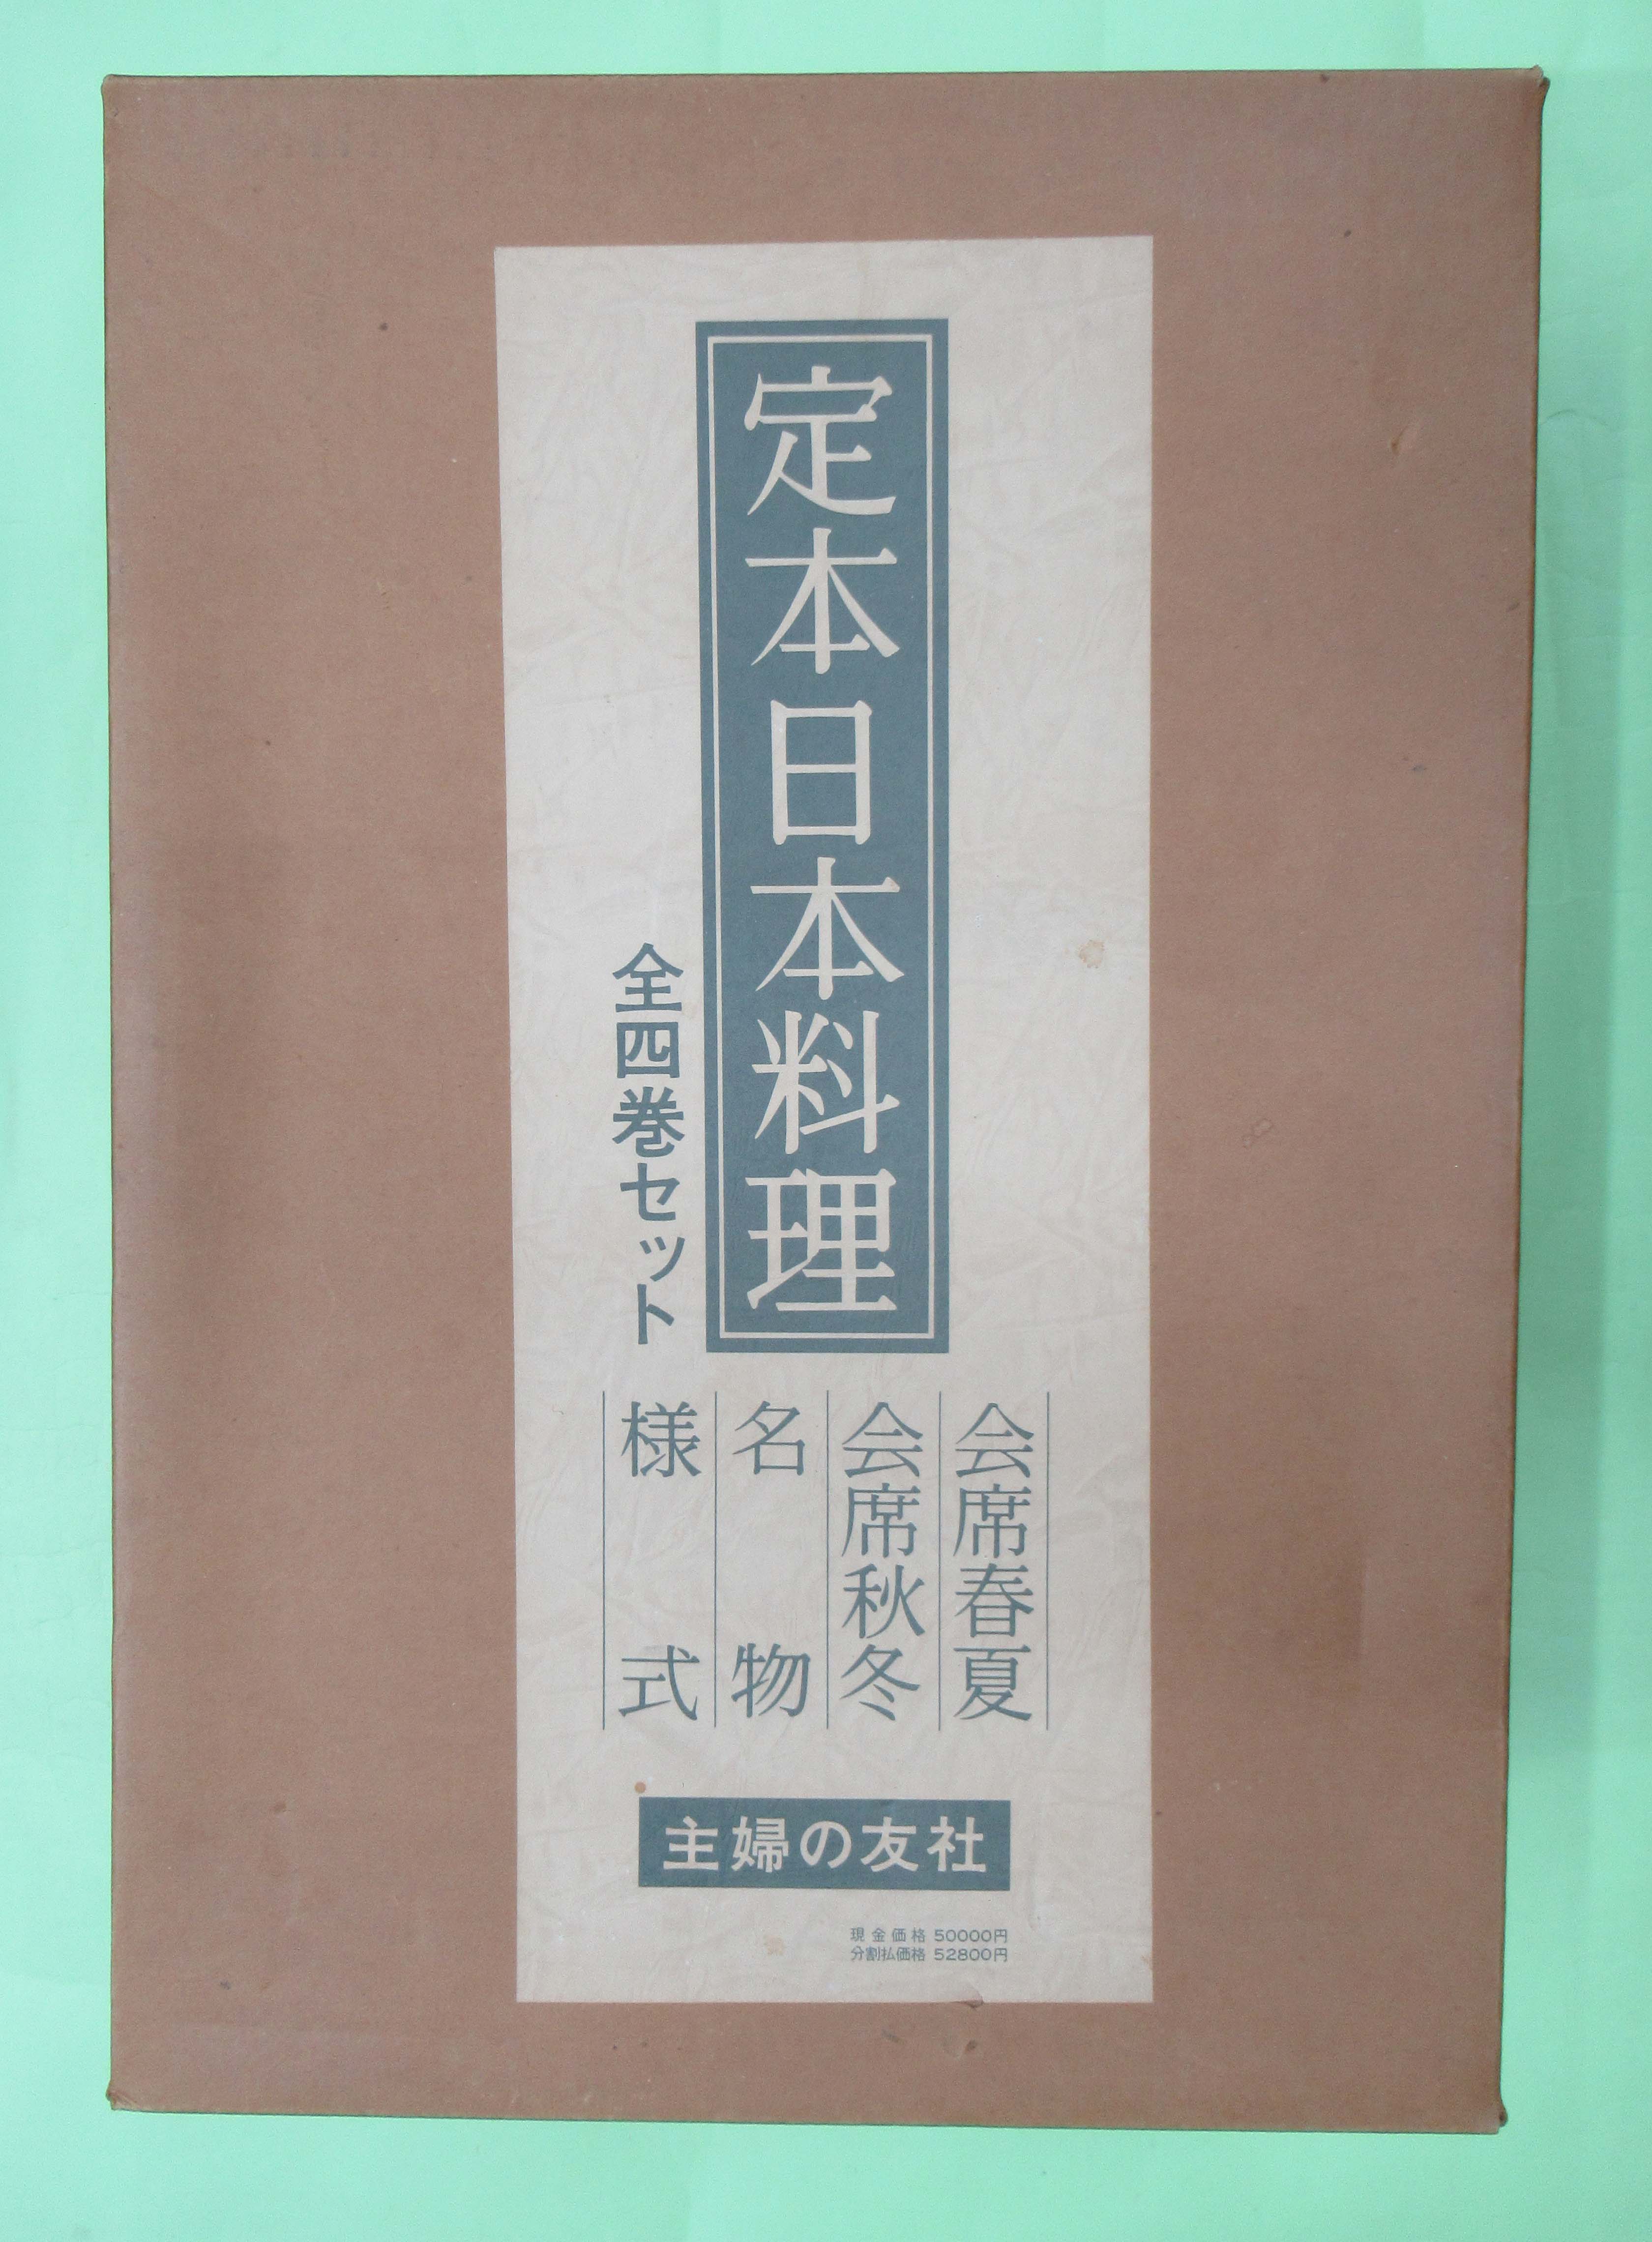 定本日本料理
全四巻セット
会席春夏
会席秋冬
名物
様式
主婦の友社
現金価格 50000円
分割払価格 52800円